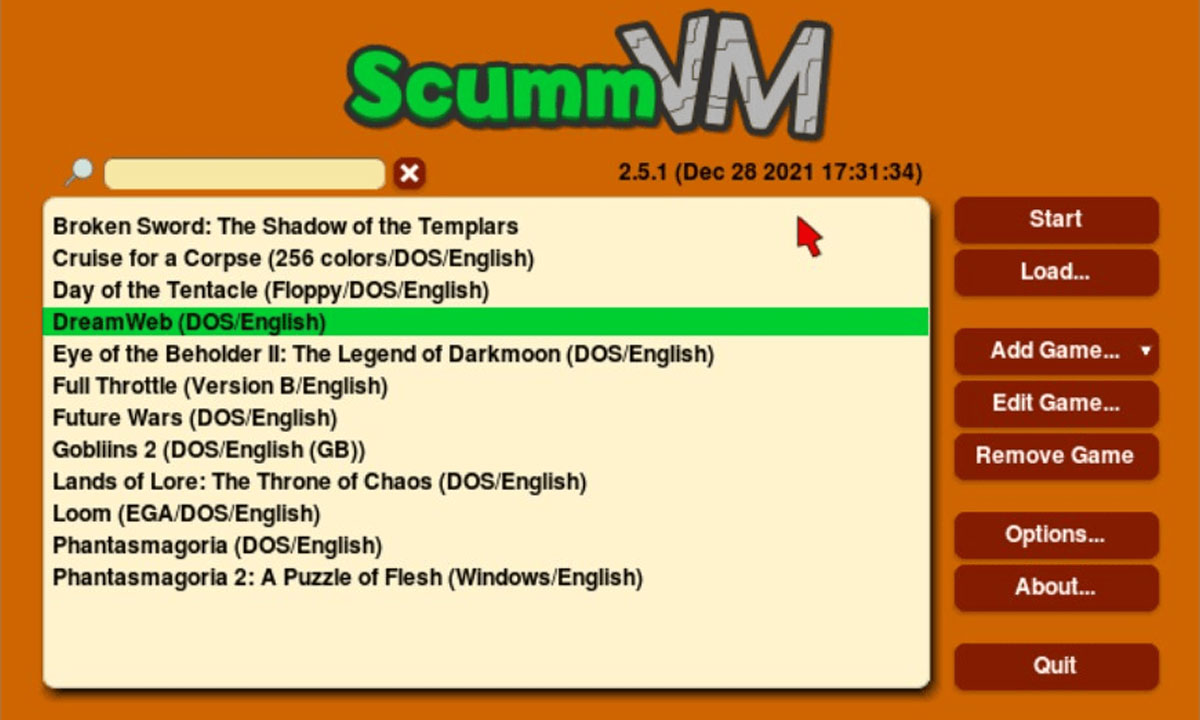 ScummVM
2.5.1 (Dec 28 2021 17:31:34)
Broken Sword: The Shadow of the Templars
Cruise for a Corpse (256 colors/DOS/English)
Day of the Tentacle (Floppy/DOS/English)
DreamWeb (DOS/English)
Eye of the Beholder II: The Legend of Darkmoon (DOS/English)
Full Throttle (Version B/English)
Future Wars (DOS/English)
Gobliins 2 (DOS/English (GB))
Lands of Lore: The Throne of Chaos (DOS/English)
Loom (EGA/DOS/English)
Phantasmagoria (DOS/English)
Phantasmagoria 2: A Puzzle of Flesh (Windows/English)
Start
Load...
Add Game...
Edit Game...
Remove Game
Options...
About...
Quit